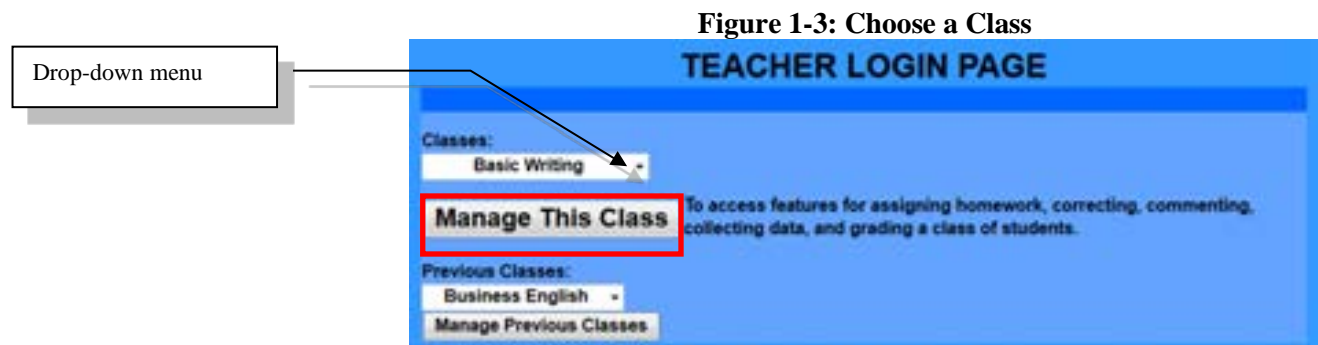 Figure 1-3: Choose a Class
Drop-down menu
TEACHER LOGIN PAGE
Classes:
Basic Writing
Manage This Class
To access features for assigning homework, correcting, commenting,
collecting data, and grading a class of students.
Previous Classes:
Business English
Manage Previous Classes